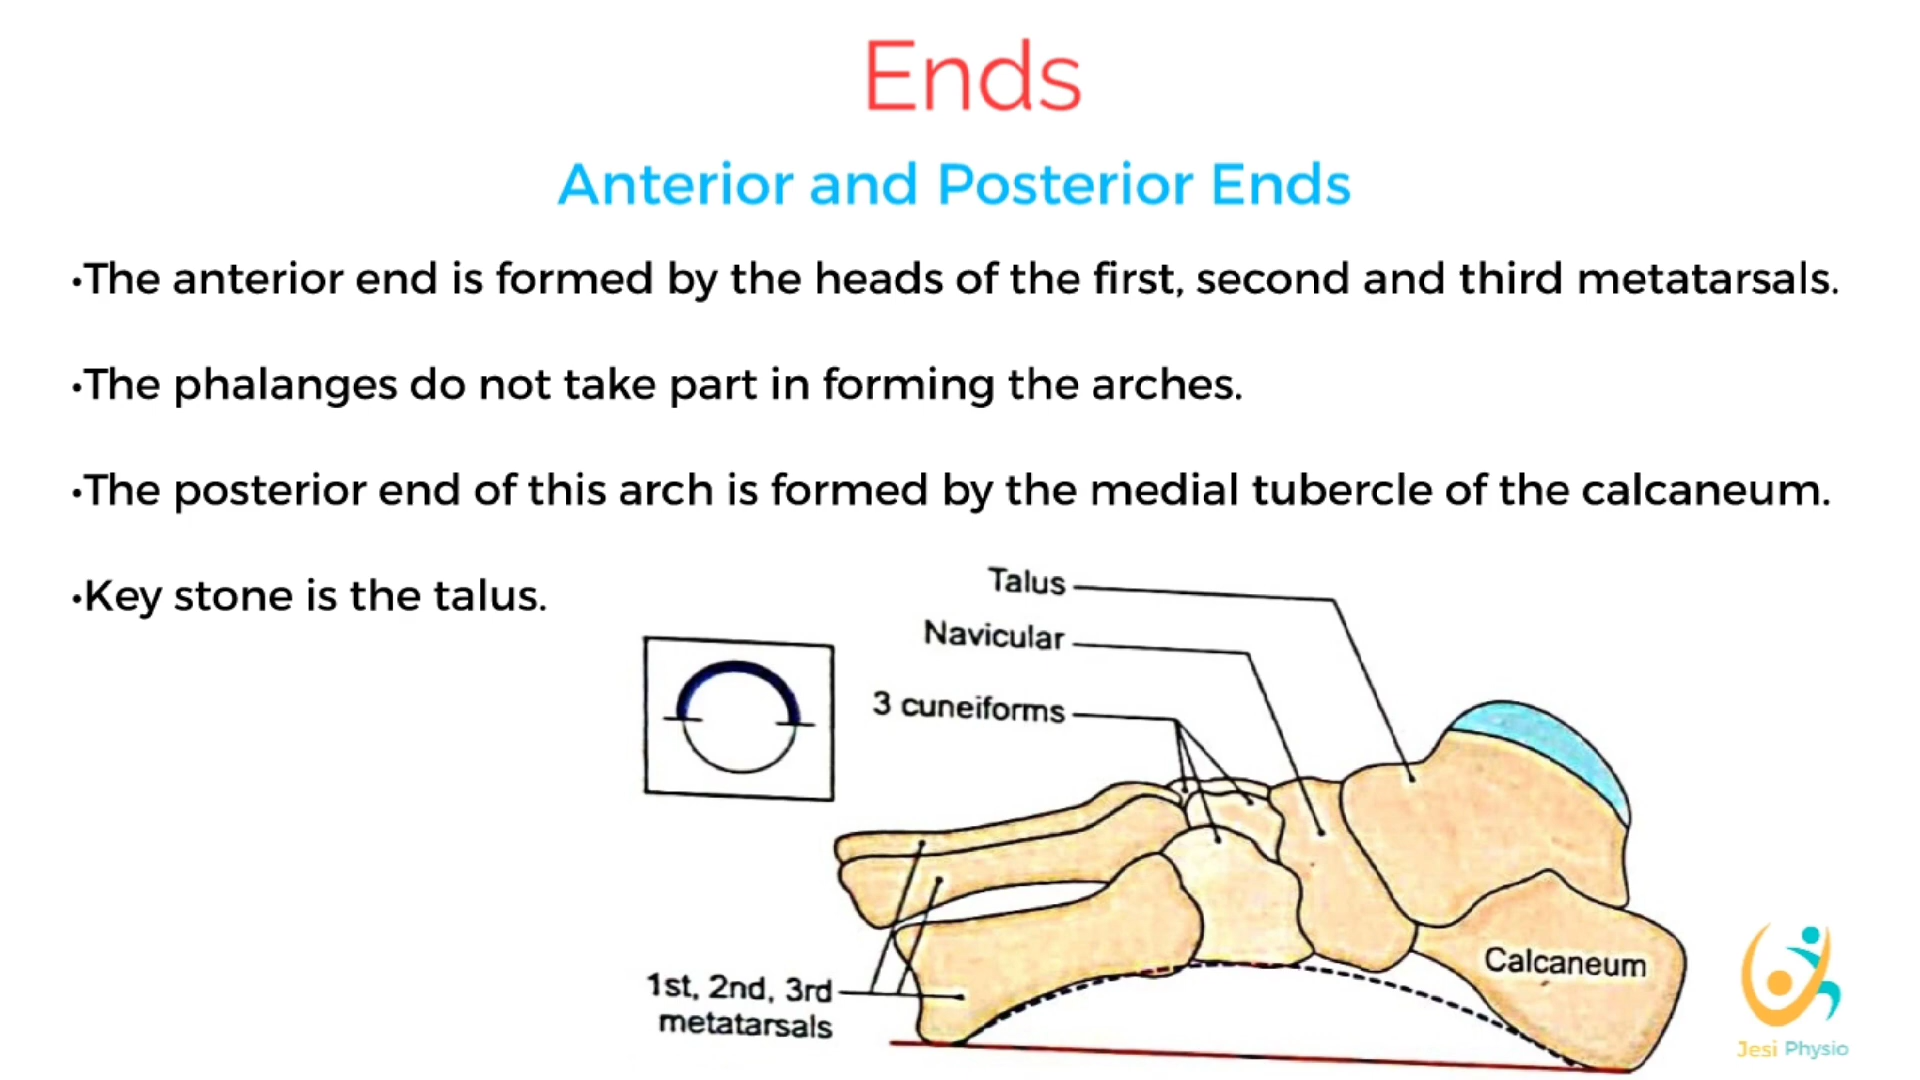 Ends
Anterior and Posterior Ends
•The anterior end is formed by the heads of the first, second and third metatarsals.
•The phalanges do not take part in forming the arches.
•The posterior end of this arch is formed by the medial tubercle of the calcaneum.
•Key stone is the talus.
Talus
Navicular
3 cuneiforms
Calcaneum
1st, 2nd, 3rd
metatarsals
Jesi Physio